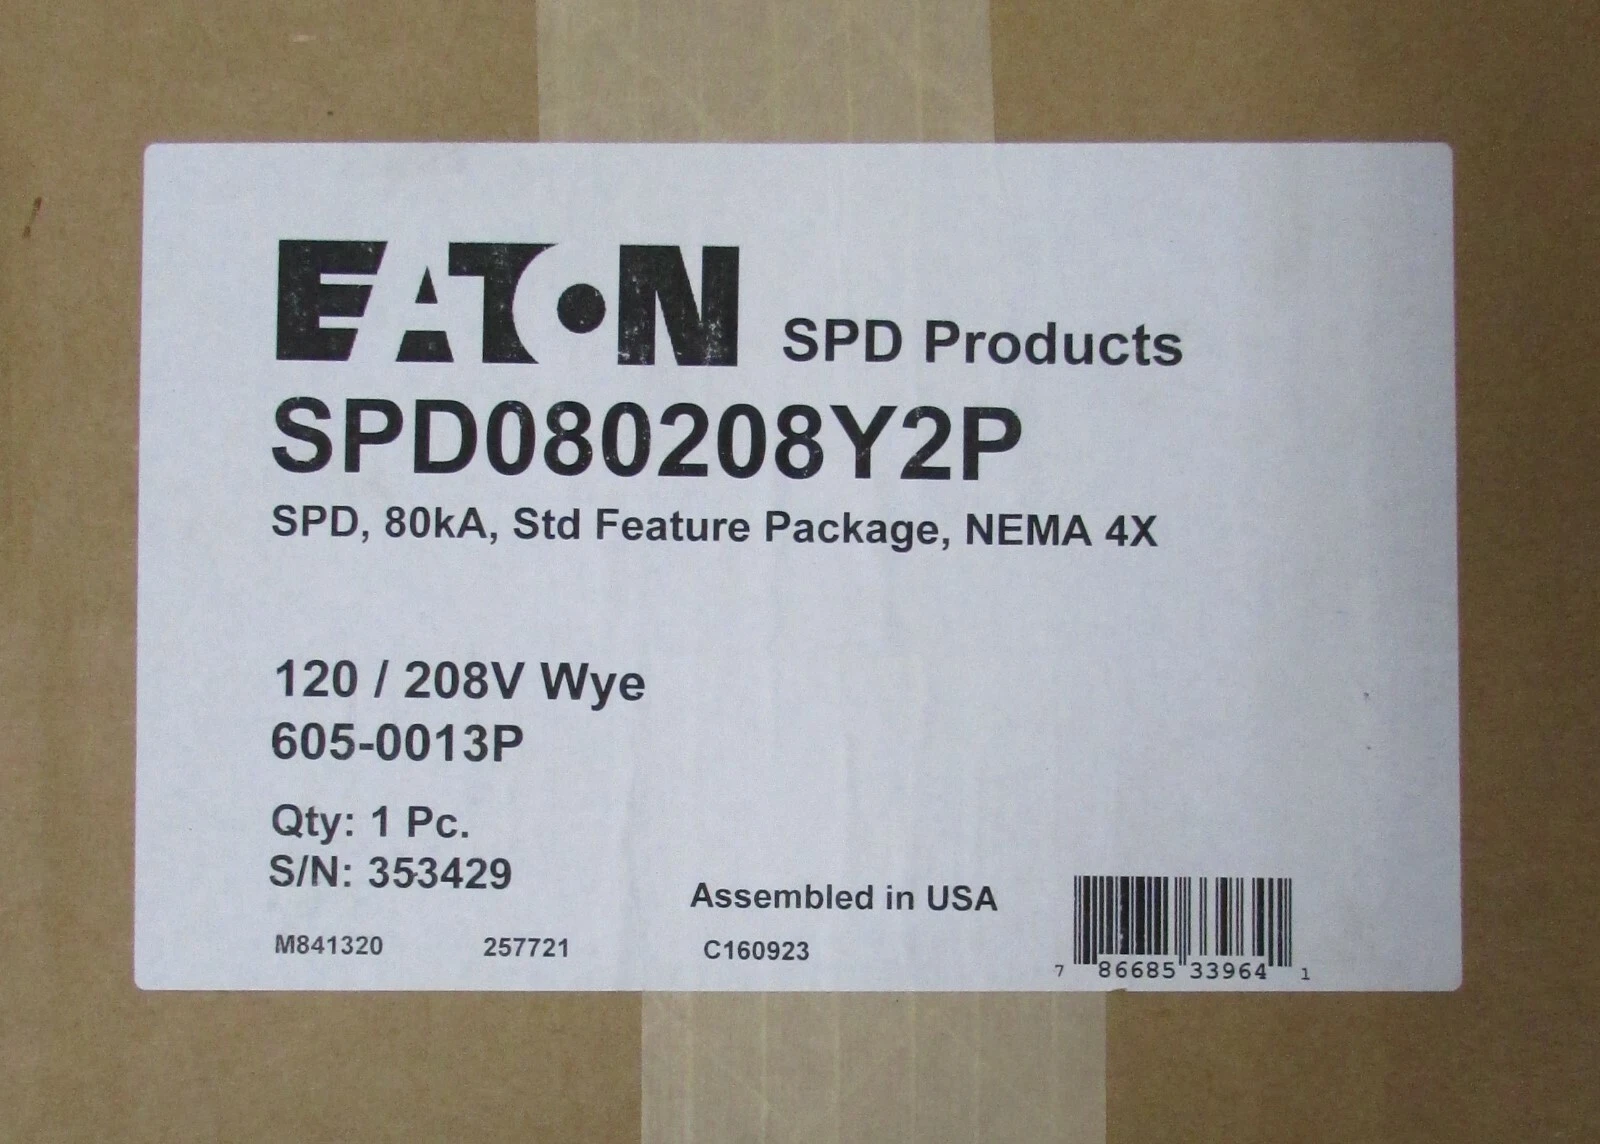 EATON SPD Products
SPD080208Y2P
SPD, 80kA, Std Feature Package, NEMA 4X
120 / 208V Wye
605-0013P
Qty: 1 Pc.
S/N: 353429
Assembled in USA
M841320 257721 C160923
7 86685 33964 1